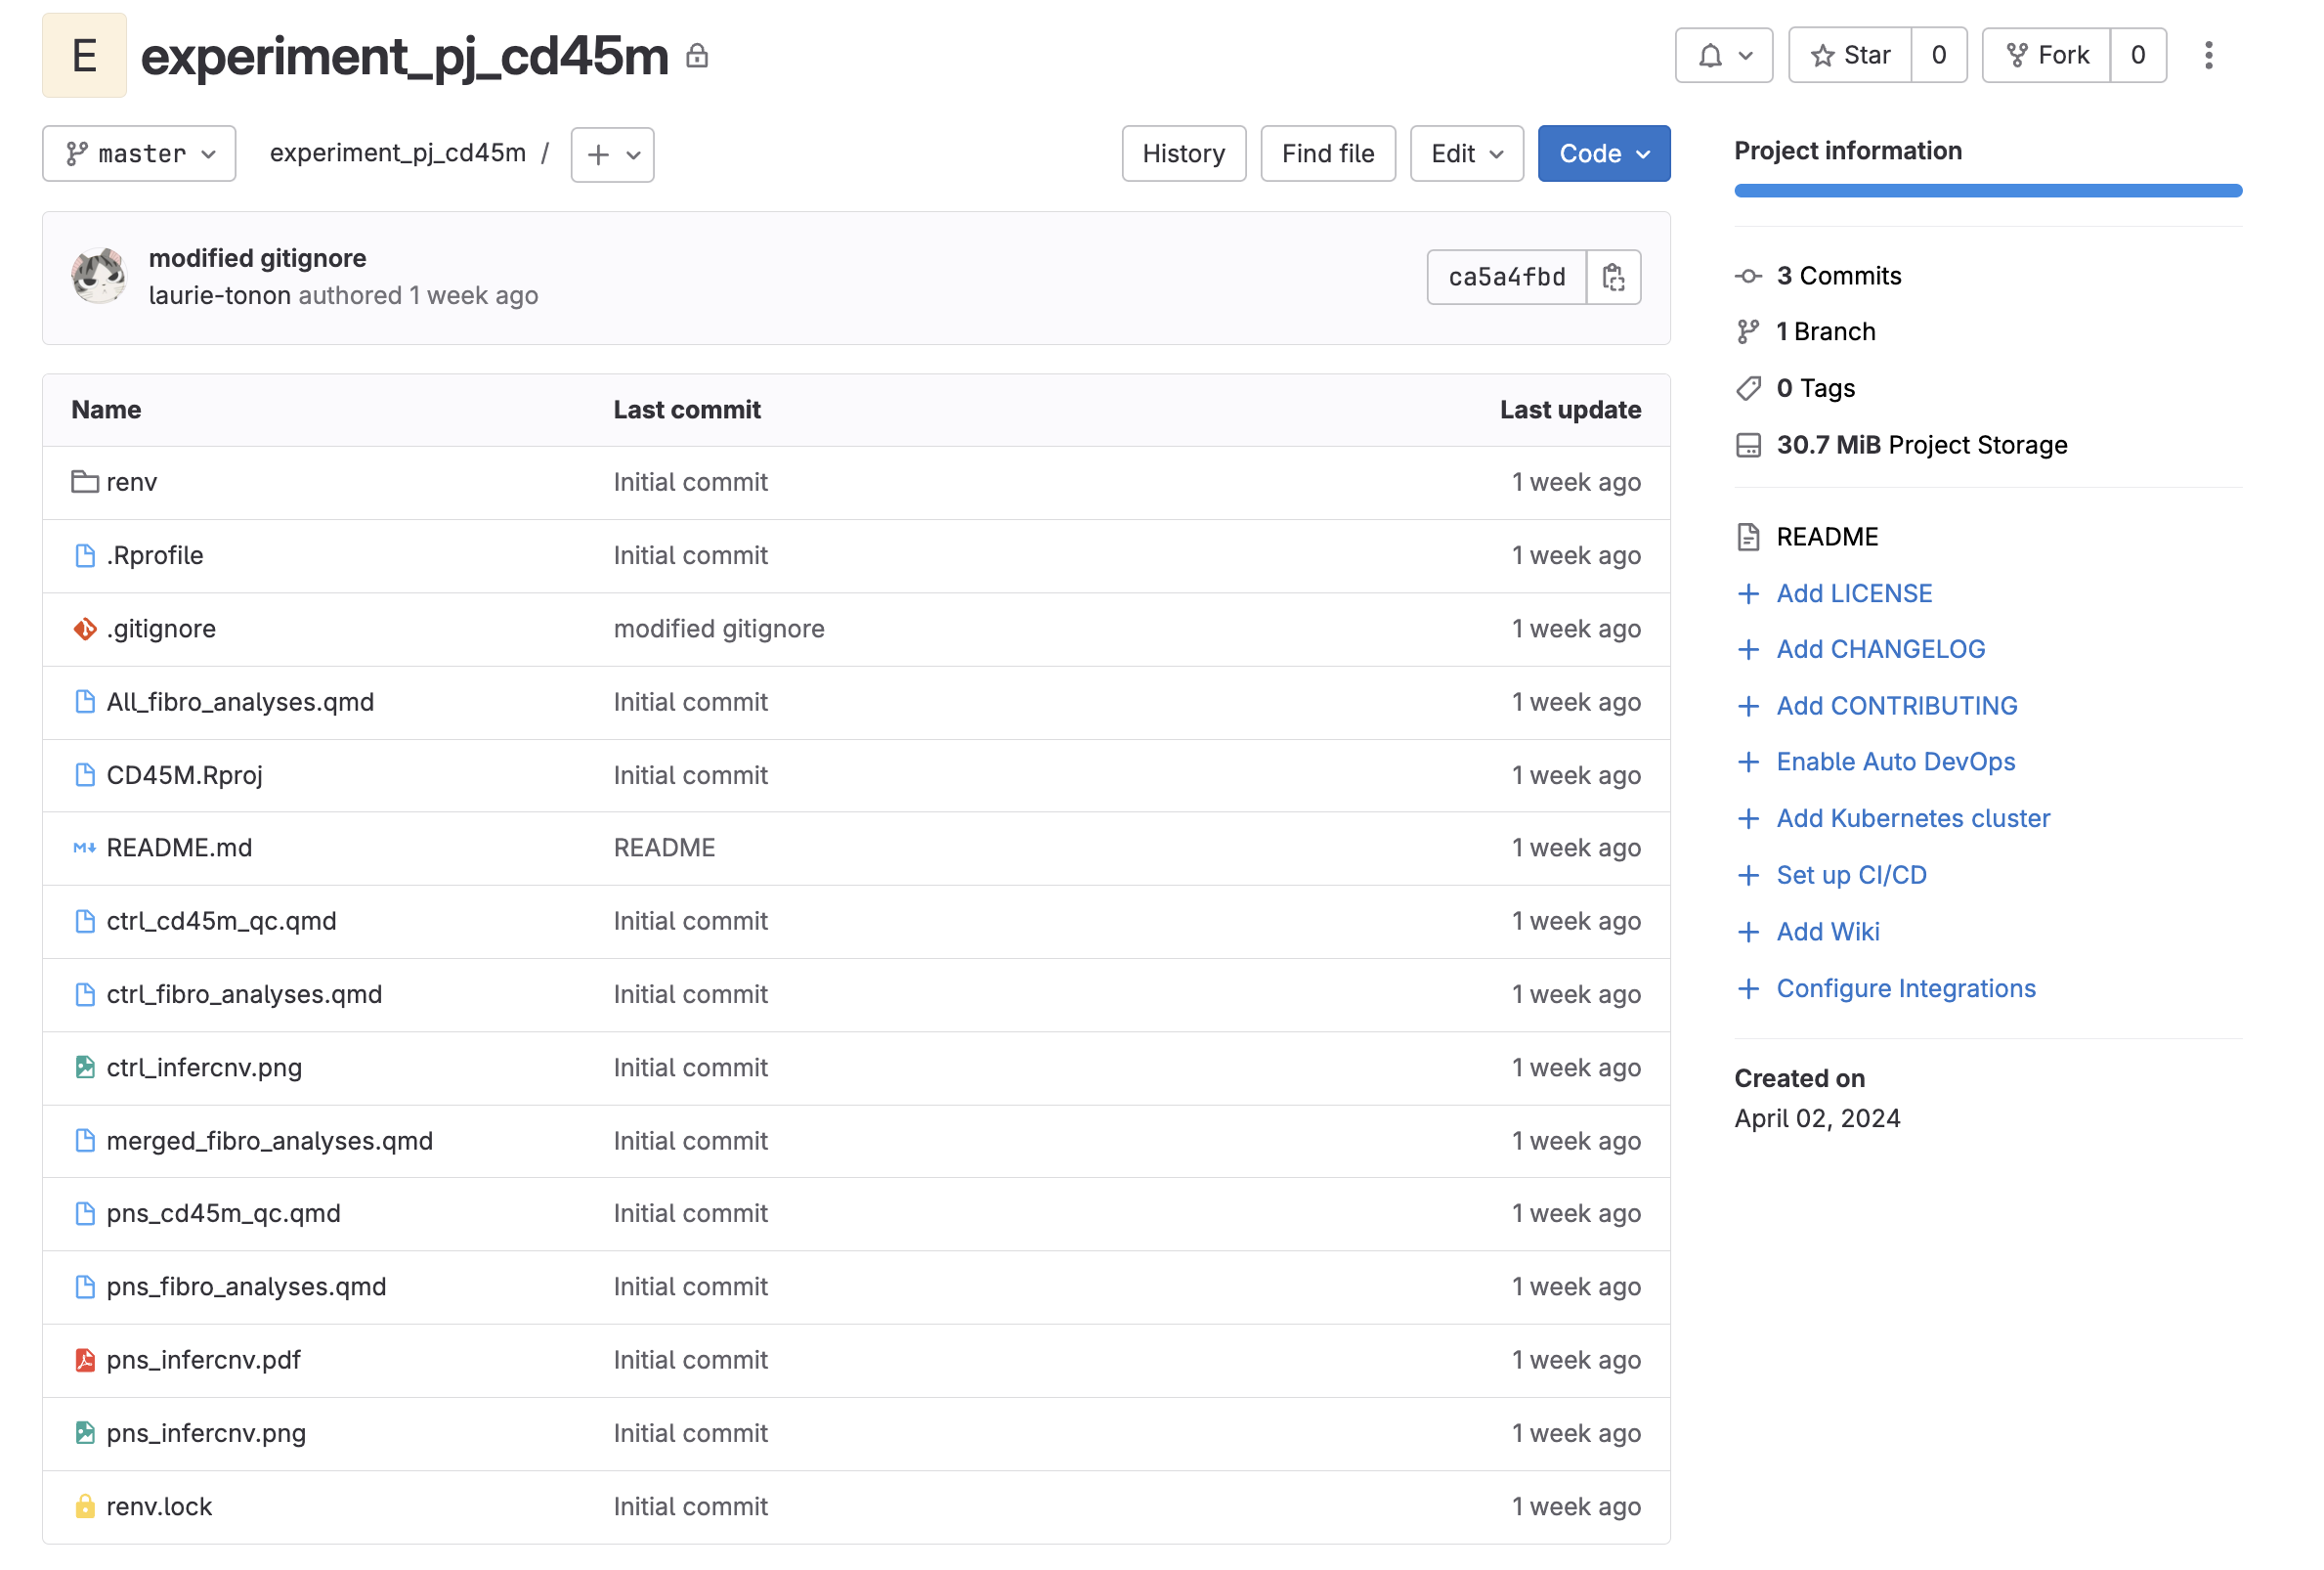 E
experiment_pj_cd45m
Star 0
Fork 0
master
experiment_pj_cd45m /
History
Find file
Edit
Code
modified gitignore
laurie-tonon authored 1 week ago
ca5a4fbd
Name Last commit Last update
renv Initial commit 1 week ago
.Rprofile Initial commit 1 week ago
.gitignore modified gitignore 1 week ago
All_fibro_analyses.qmd Initial commit 1 week ago
CD45M.Rproj Initial commit 1 week ago
README.md README 1 week ago
ctrl_cd45m_qc.qmd Initial commit 1 week ago
ctrl_fibro_analyses.qmd Initial commit 1 week ago
ctrl_infercnv.png Initial commit 1 week ago
merged_fibro_analyses.qmd Initial commit 1 week ago
pns_cd45m_qc.qmd Initial commit 1 week ago
pns_fibro_analyses.qmd Initial commit 1 week ago
pns_infercnv.pdf Initial commit 1 week ago
pns_infercnv.png Initial commit 1 week ago
renv.lock Initial commit 1 week ago
Project information
3 Commits
1 Branch
0 Tags
30.7 MiB Project Storage
README
Add LICENSE
Add CHANGELOG
Add CONTRIBUTING
Enable Auto DevOps
Add Kubernetes cluster
Set up CI/CD
Add Wiki
Configure Integrations
Created on
April 02, 2024